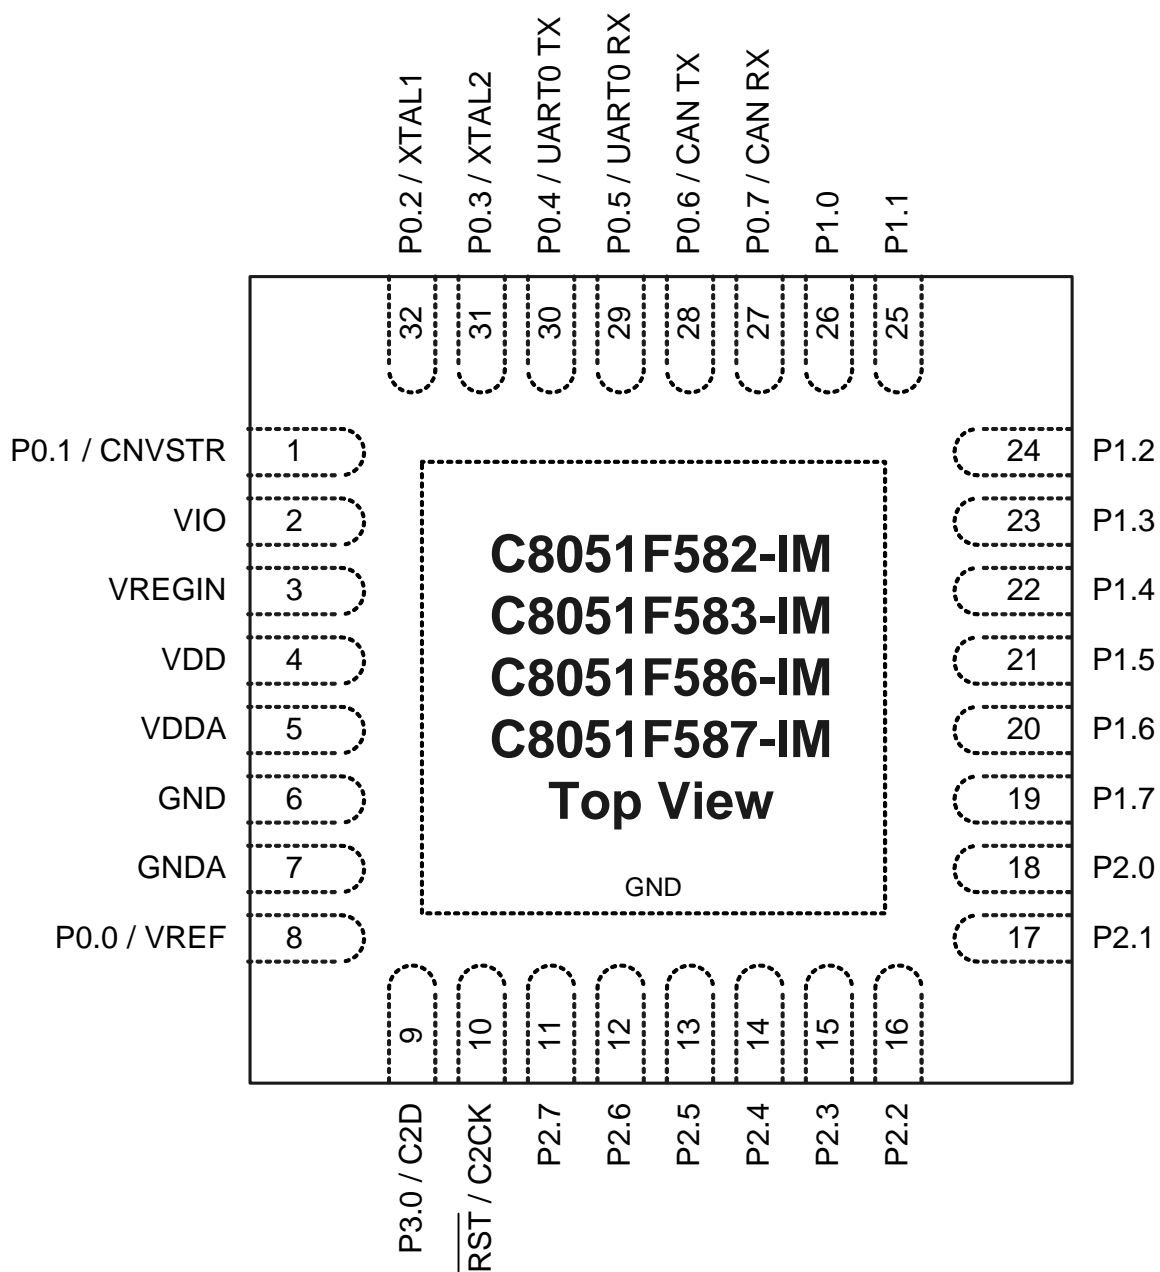 P0.2 / XTAL1
P0.3 / XTAL2
P0.4 / UART0 TX
P0.5 / UART0 RX
P0.6 / CAN TX
P0.7 / CAN RX
P1.0
P1.1
32
31
30
29
28
27
26
25
P0.1 / CNVSTR
1
VIO
2
VREGIN
3
VDD
4
VDDA
5
GND
6
GNDA
7
P0.0 / VREF
8
C8051F582-IM
C8051F583-IM
C8051F586-IM
C8051F587-IM
Top View
GND
24
P1.2
23
P1.3
22
P1.4
21
P1.5
20
P1.6
19
P1.7
18
P2.0
17
P2.1
9
10
11
12
13
14
15
16
P3.0 / C2D
RST / C2CK
P2.7
P2.6
P2.5
P2.4
P2.3
P2.2